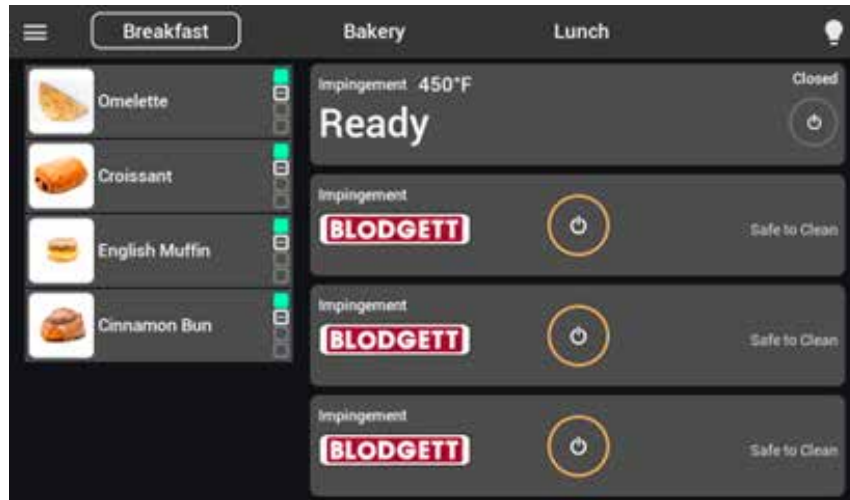 Breakfast
Bakery
Lunch
Omelette
Croissant
English Muffin
Cinnamon Bun
Impingement 450°F
Closed
Ready
Impingement
BLODGETT
Safe to Clean
Impingement
BLODGETT
Safe to Clean
Impingement
BLODGETT
Safe to Clean